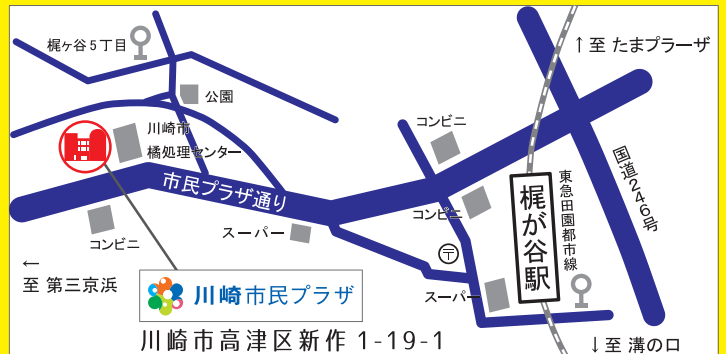 梶ヶ谷5丁目
↑至 たまプラーザ
公園
コンビニ
川崎市
橘処理センター
国道246号
市民プラザ通り
コンビニ
梶が谷駅
東急田園都市線
コンビニ
スーパー
〒
←
至 第三京浜
スーパー
川崎市民プラザ
川崎市高津区新作 1-19-1
↓至 溝の口